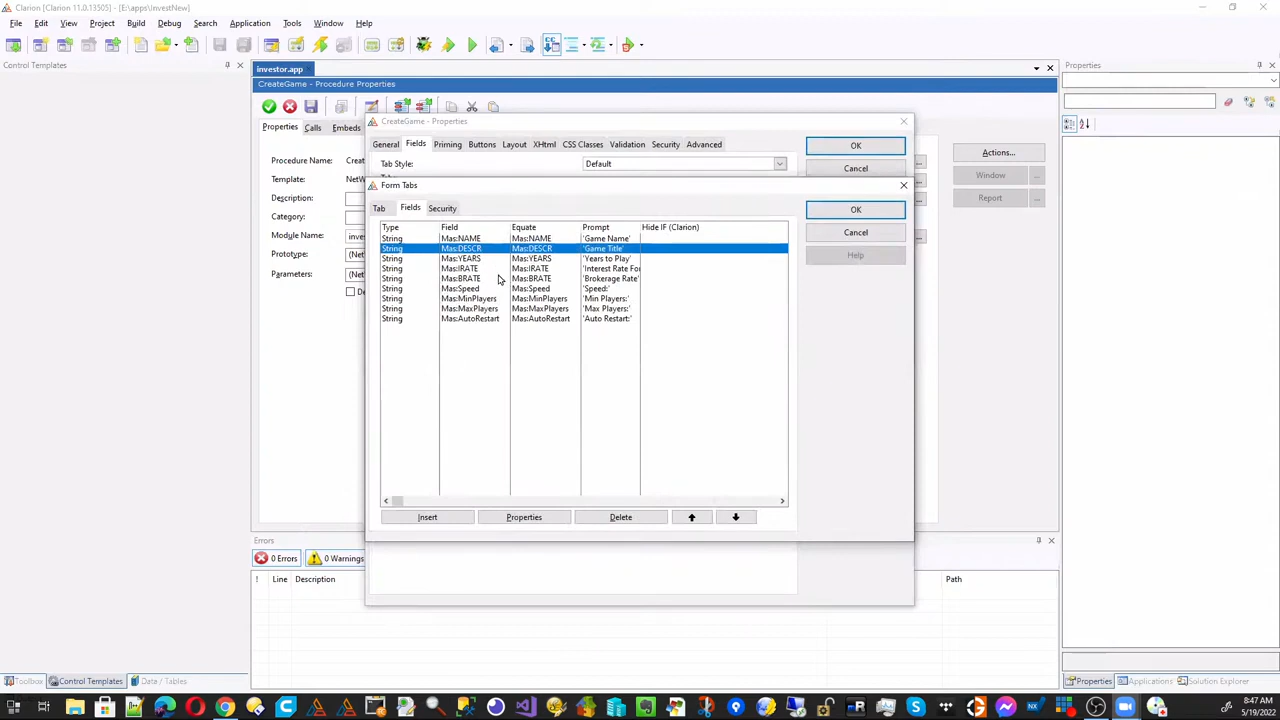 Clarion [Clarion 11.0.13505] - [E:\apps\InvestNew]
File Edit View Project Build Debug Search Application Tools Window Help
Control Templates
investor.app
Properties
CreateGame - Procedure Properties
CreateGame - Properties
Properties Calls Embeds
General Fields Priming Buttons Layout XHtml CSS Classes Validation Security Advanced
OK
Tab Style: Default
Cancel
Procedure Name:
Actions...
Template:
Window ...
Description:
Report ...
Category:
Module Name:
Prototype:
Parameters:
Form Tabs
Tab Fields Security
OK
Cancel
Help
Type Field Equate Prompt Hide IF (Clarion)
String Mas:NAME Mas:NAME 'Game Name'
String Mas:DESCR Mas:DESCR 'Game Title'
String Mas:YEARS Mas:YEARS 'Years to Play'
String Mas:IRATE Mas:IRATE 'Interest Rate
String Mas:BRATE Mas:BRATE 'Brokerage Rate'
String Mas:Speed Mas:Speed 'Speed:'
String Mas:MinPlayers Mas:MinPlayers 'Min Players:'
String Mas:MaxPlayers Mas:MaxPlayers 'Max Players:'
String Mas:AutoRestart Mas:AutoRestart 'Auto Restart:'
Insert Properties Delete
Errors
0 Errors 0 Warnings
! Line Description Path
Toolbox Control Templates Data / Tables
Properties Applications Solution Explorer
8:47 AM
5/19/2022